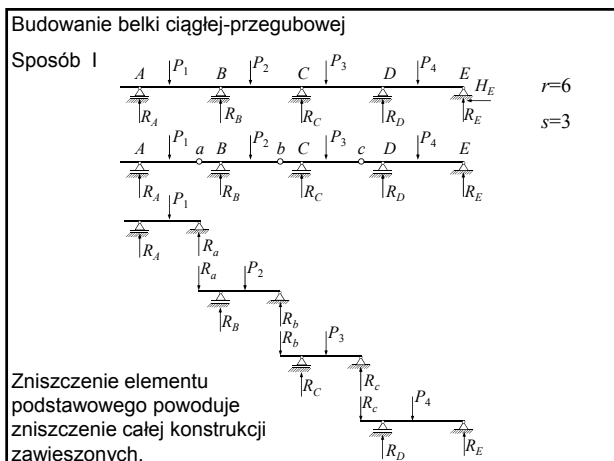 Budowanie belki ciągłej-przegubowej
Sposób I
A P1 B P2 C P3 D P4 E HE
r=6
RA RB RC RD RE
s=3
A P1 a B P2 b C P3 c D P4 E
RA RB RC RD RE
P1
RA Ra
Ra P2
RB Rb
Rb P3
RC Rc
Rc P4
RD RE
Zniszczenie elementu
podstawowego powoduje
zniszczenie całej konstrukcji
zawieszonych.